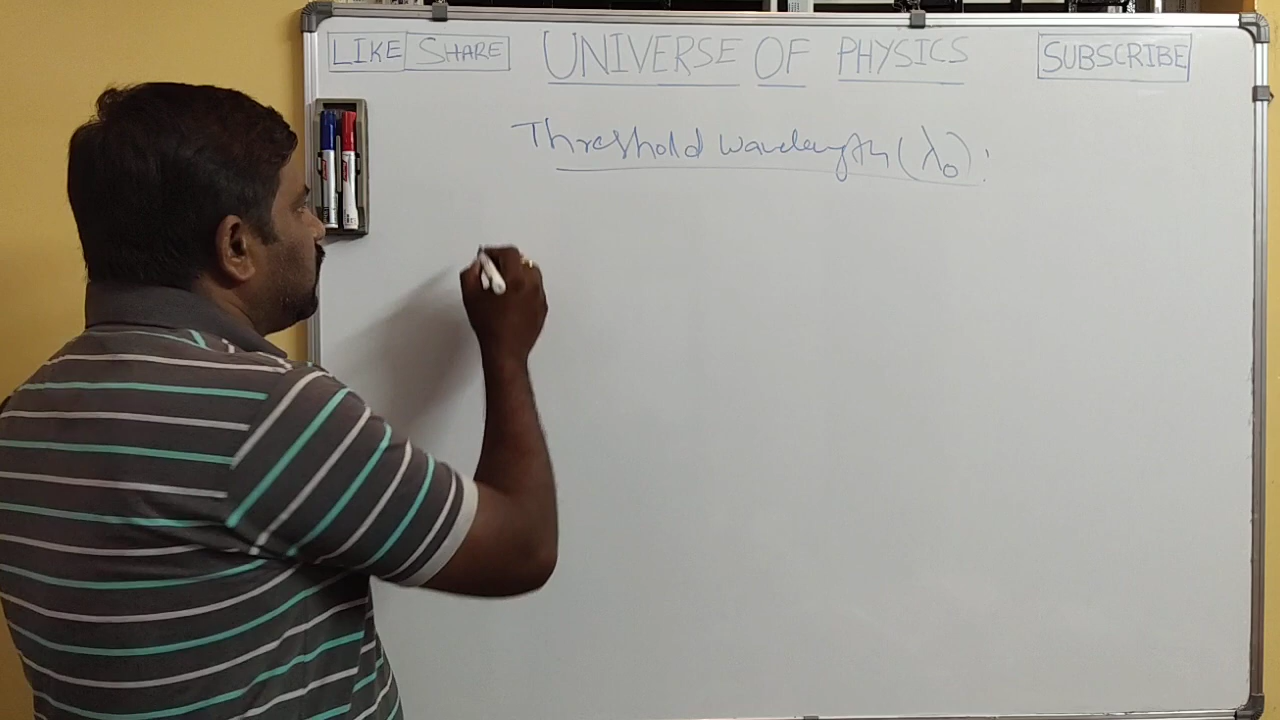 LIKE SHARE UNIVERSE OF PHYSICS SUBSCRIBE
Threshold wavelength (λ₀):